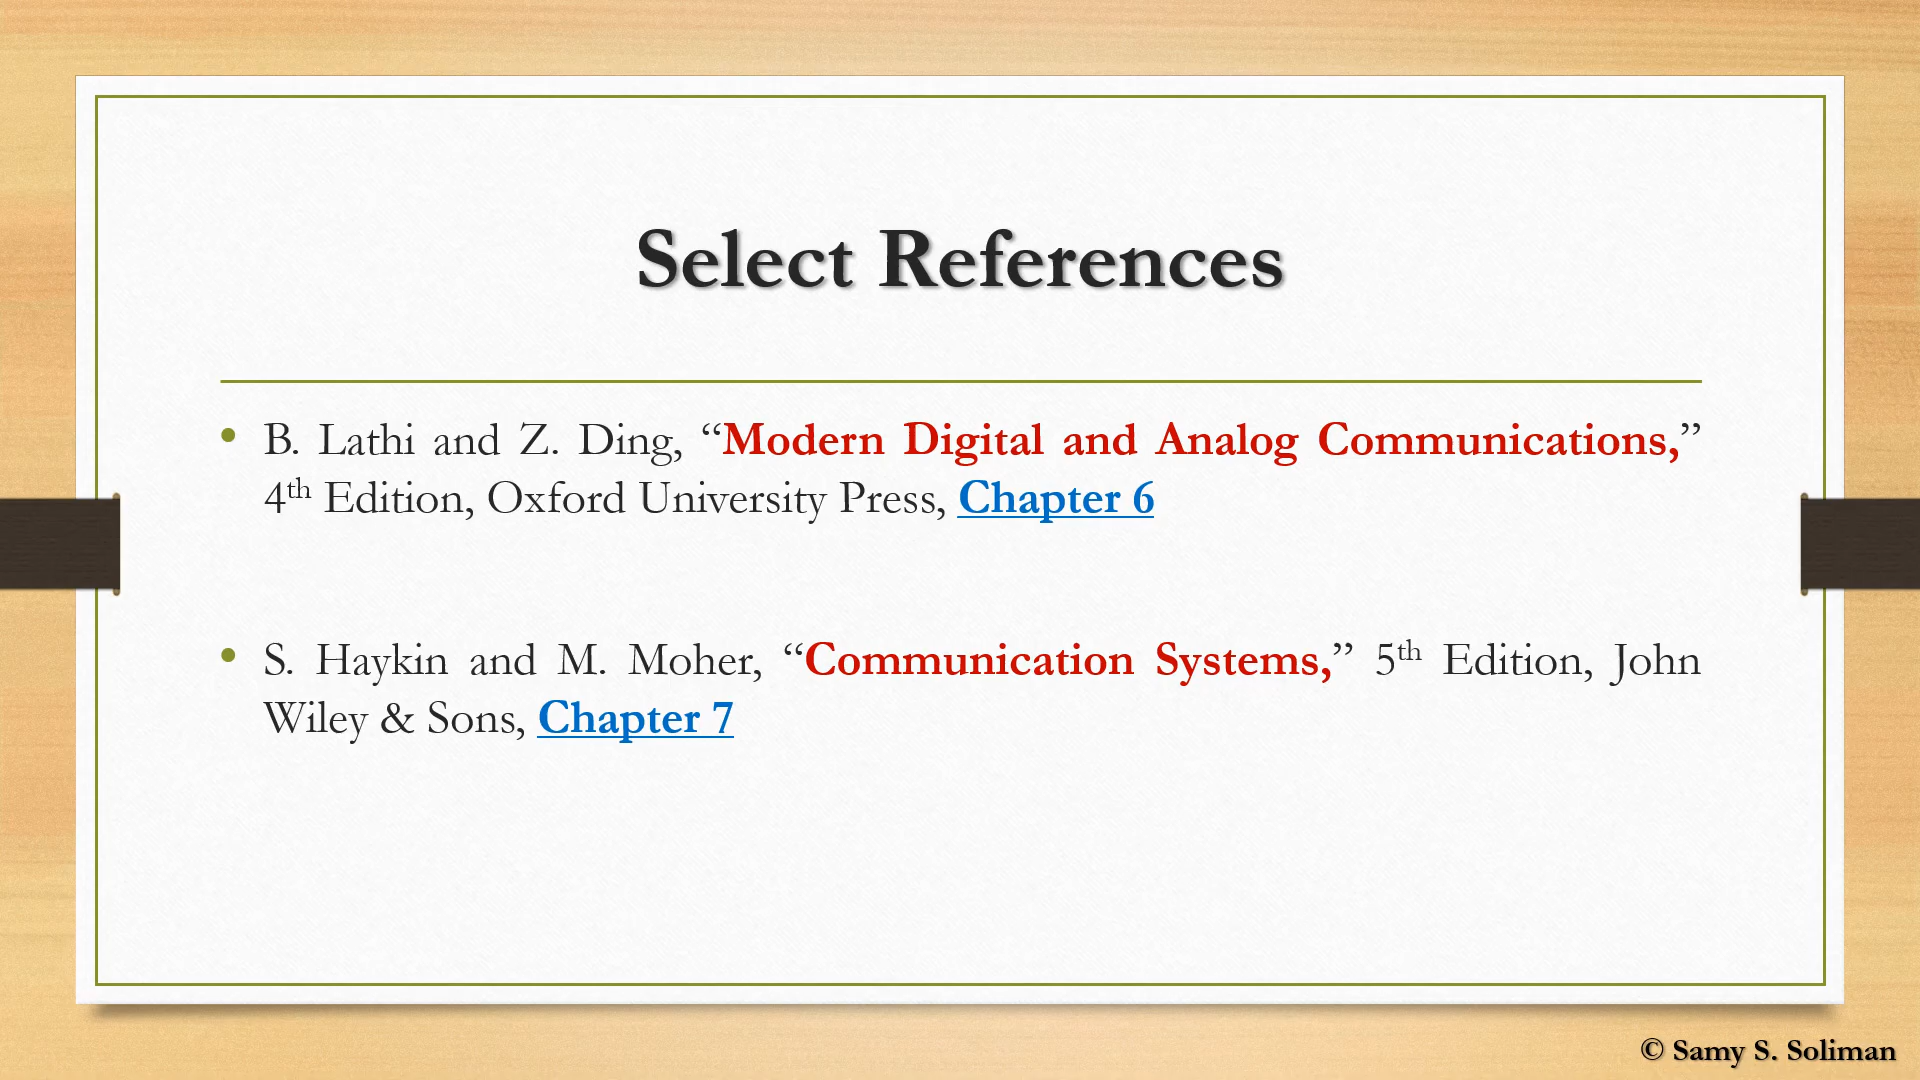 Select References
• B. Lathi and Z. Ding, “Modern Digital and Analog Communications,”
4th Edition, Oxford University Press, Chapter 6
• S. Haykin and M. Moher, “Communication Systems,” 5th Edition, John
Wiley & Sons, Chapter 7
© Samy S. Soliman